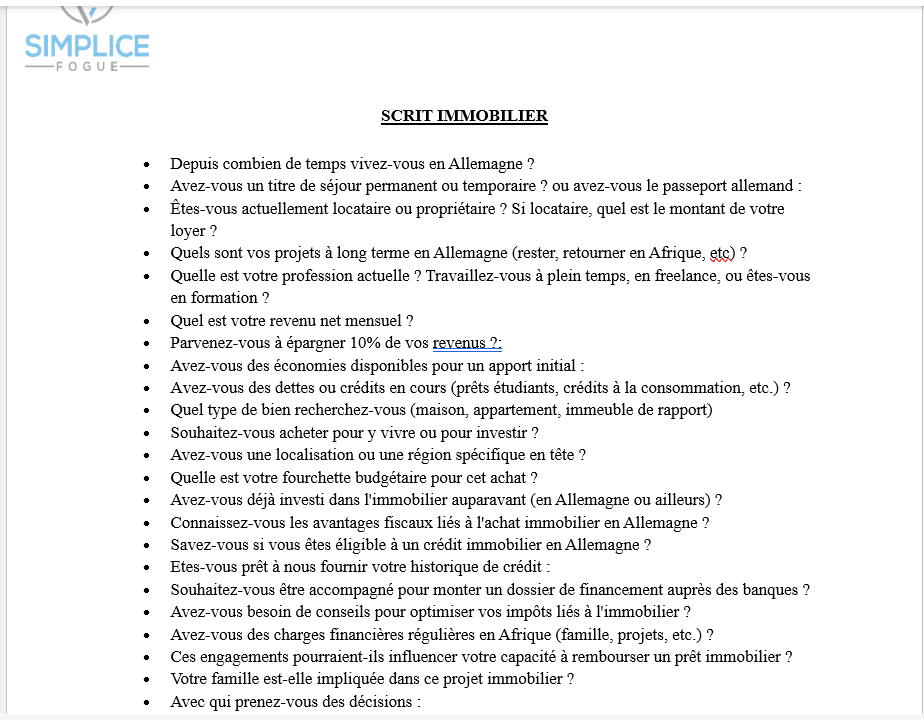 SIMPLICE
FOGUE
SCRIT IMMOBILIER
• Depuis combien de temps vivez-vous en Allemagne ?
• Avez-vous un titre de séjour permanent ou temporaire ? ou avez-vous le passeport allemand :
• Êtes-vous actuellement locataire ou propriétaire ? Si locataire, quel est le montant de votre
loyer ?
• Quels sont vos projets à long terme en Allemagne (rester, retourner en Afrique, etc) ?
• Quelle est votre profession actuelle ? Travaillez-vous à plein temps, en freelance, ou êtes-vous
en formation ?
• Quel est votre revenu net mensuel ?
• Parvenez-vous à épargner 10% de vos revenus ?:
• Avez-vous des économies disponibles pour un apport initial :
• Avez-vous des dettes ou crédits en cours (prêts étudiants, crédits à la consommation, etc.) ?
• Quel type de bien recherchez-vous (maison, appartement, immeuble de rapport)
• Souhaitez-vous acheter pour y vivre ou pour investir ?
• Avez-vous une localisation ou une région spécifique en tête ?
• Quelle est votre fourchette budgétaire pour cet achat ?
• Avez-vous déjà investi dans l'immobilier auparavant (en Allemagne ou ailleurs) ?
• Connaissez-vous les avantages fiscaux liés à l'achat immobilier en Allemagne ?
• Savez-vous si vous êtes éligible à un crédit immobilier en Allemagne ?
• Etes-vous prêt à nous fournir votre historique de crédit :
• Souhaitez-vous être accompagné pour monter un dossier de financement auprès des banques ?
• Avez-vous besoin de conseils pour optimiser vos impôts liés à l'immobilier ?
• Avez-vous des charges financières régulières en Afrique (famille, projets, etc.) ?
• Ces engagements pourraient-ils influencer votre capacité à rembourser un prêt immobilier ?
• Votre famille est-elle impliquée dans ce projet immobilier ?
• Avec qui prenez-vous des décisions :